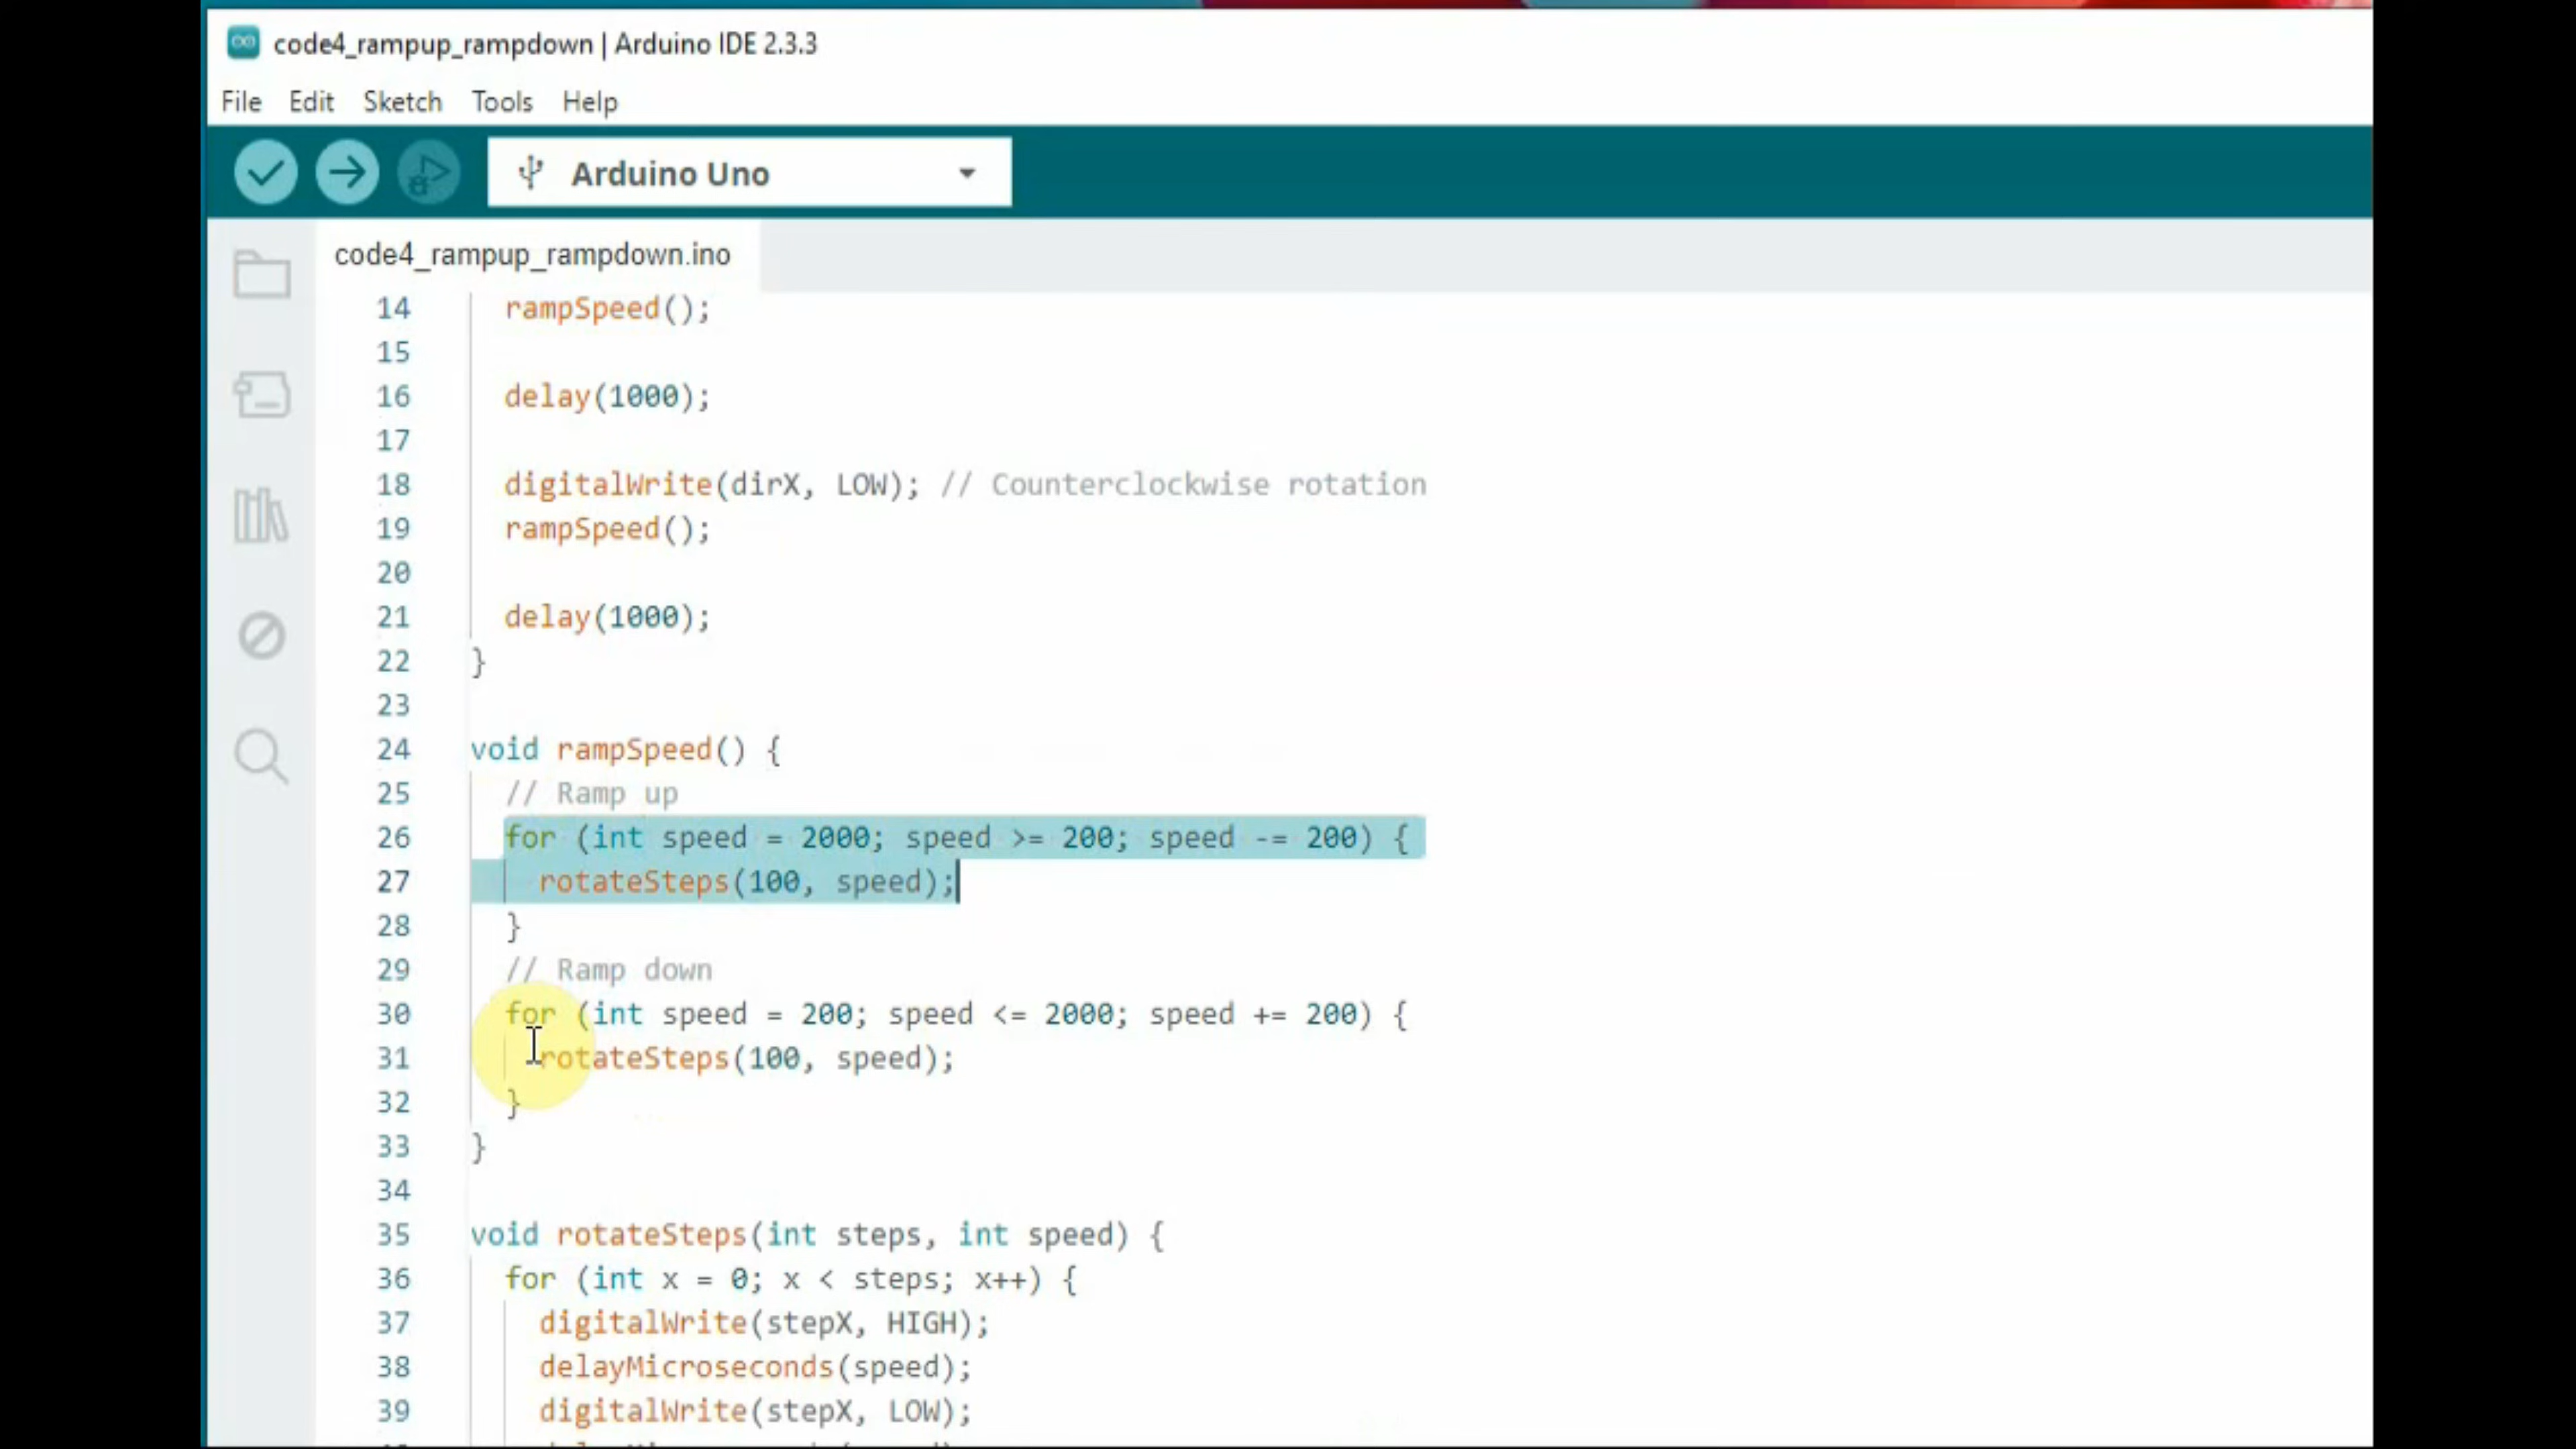 code4_rampup_rampdown | Arduino IDE 2.3.3
File Edit Sketch Tools Help
Arduino Uno
code4_rampup_rampdown.ino
14 rampSpeed();
15
16 delay(1000);
17
18 digitalWrite(dirX, LOW); // Counterclockwise rotation
19 rampSpeed();
20
21 delay(1000);
22 }
23
24 void rampSpeed() {
25 // Ramp up
26 for (int speed = 2000; speed >= 200; speed -= 200) {
27 rotateSteps(100, speed);
28 }
29 // Ramp down
30 for (int speed = 200; speed <= 2000; speed += 200) {
31 rotateSteps(100, speed);
32 }
33 }
34
35 void rotateSteps(int steps, int speed) {
36 for (int x = 0; x < steps; x++) {
37 digitalWrite(stepX, HIGH);
38 delayMicroseconds(speed);
39 digitalWrite(stepX, LOW);